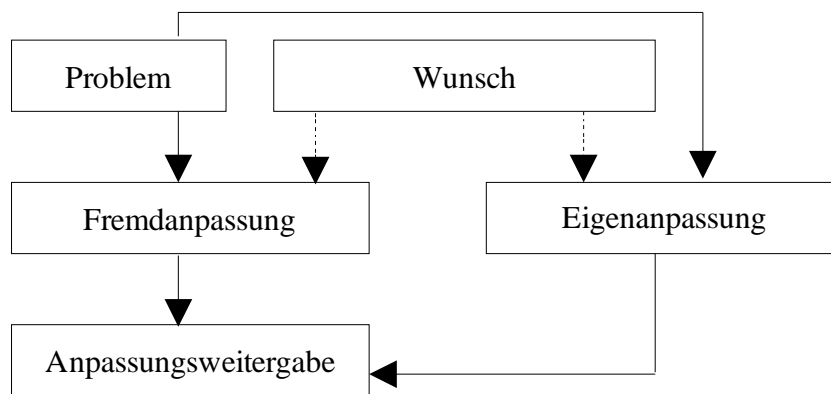 Problem
Wunsch
Fremdanpassung
Eigenanpassung
Anpassungsweitergabe